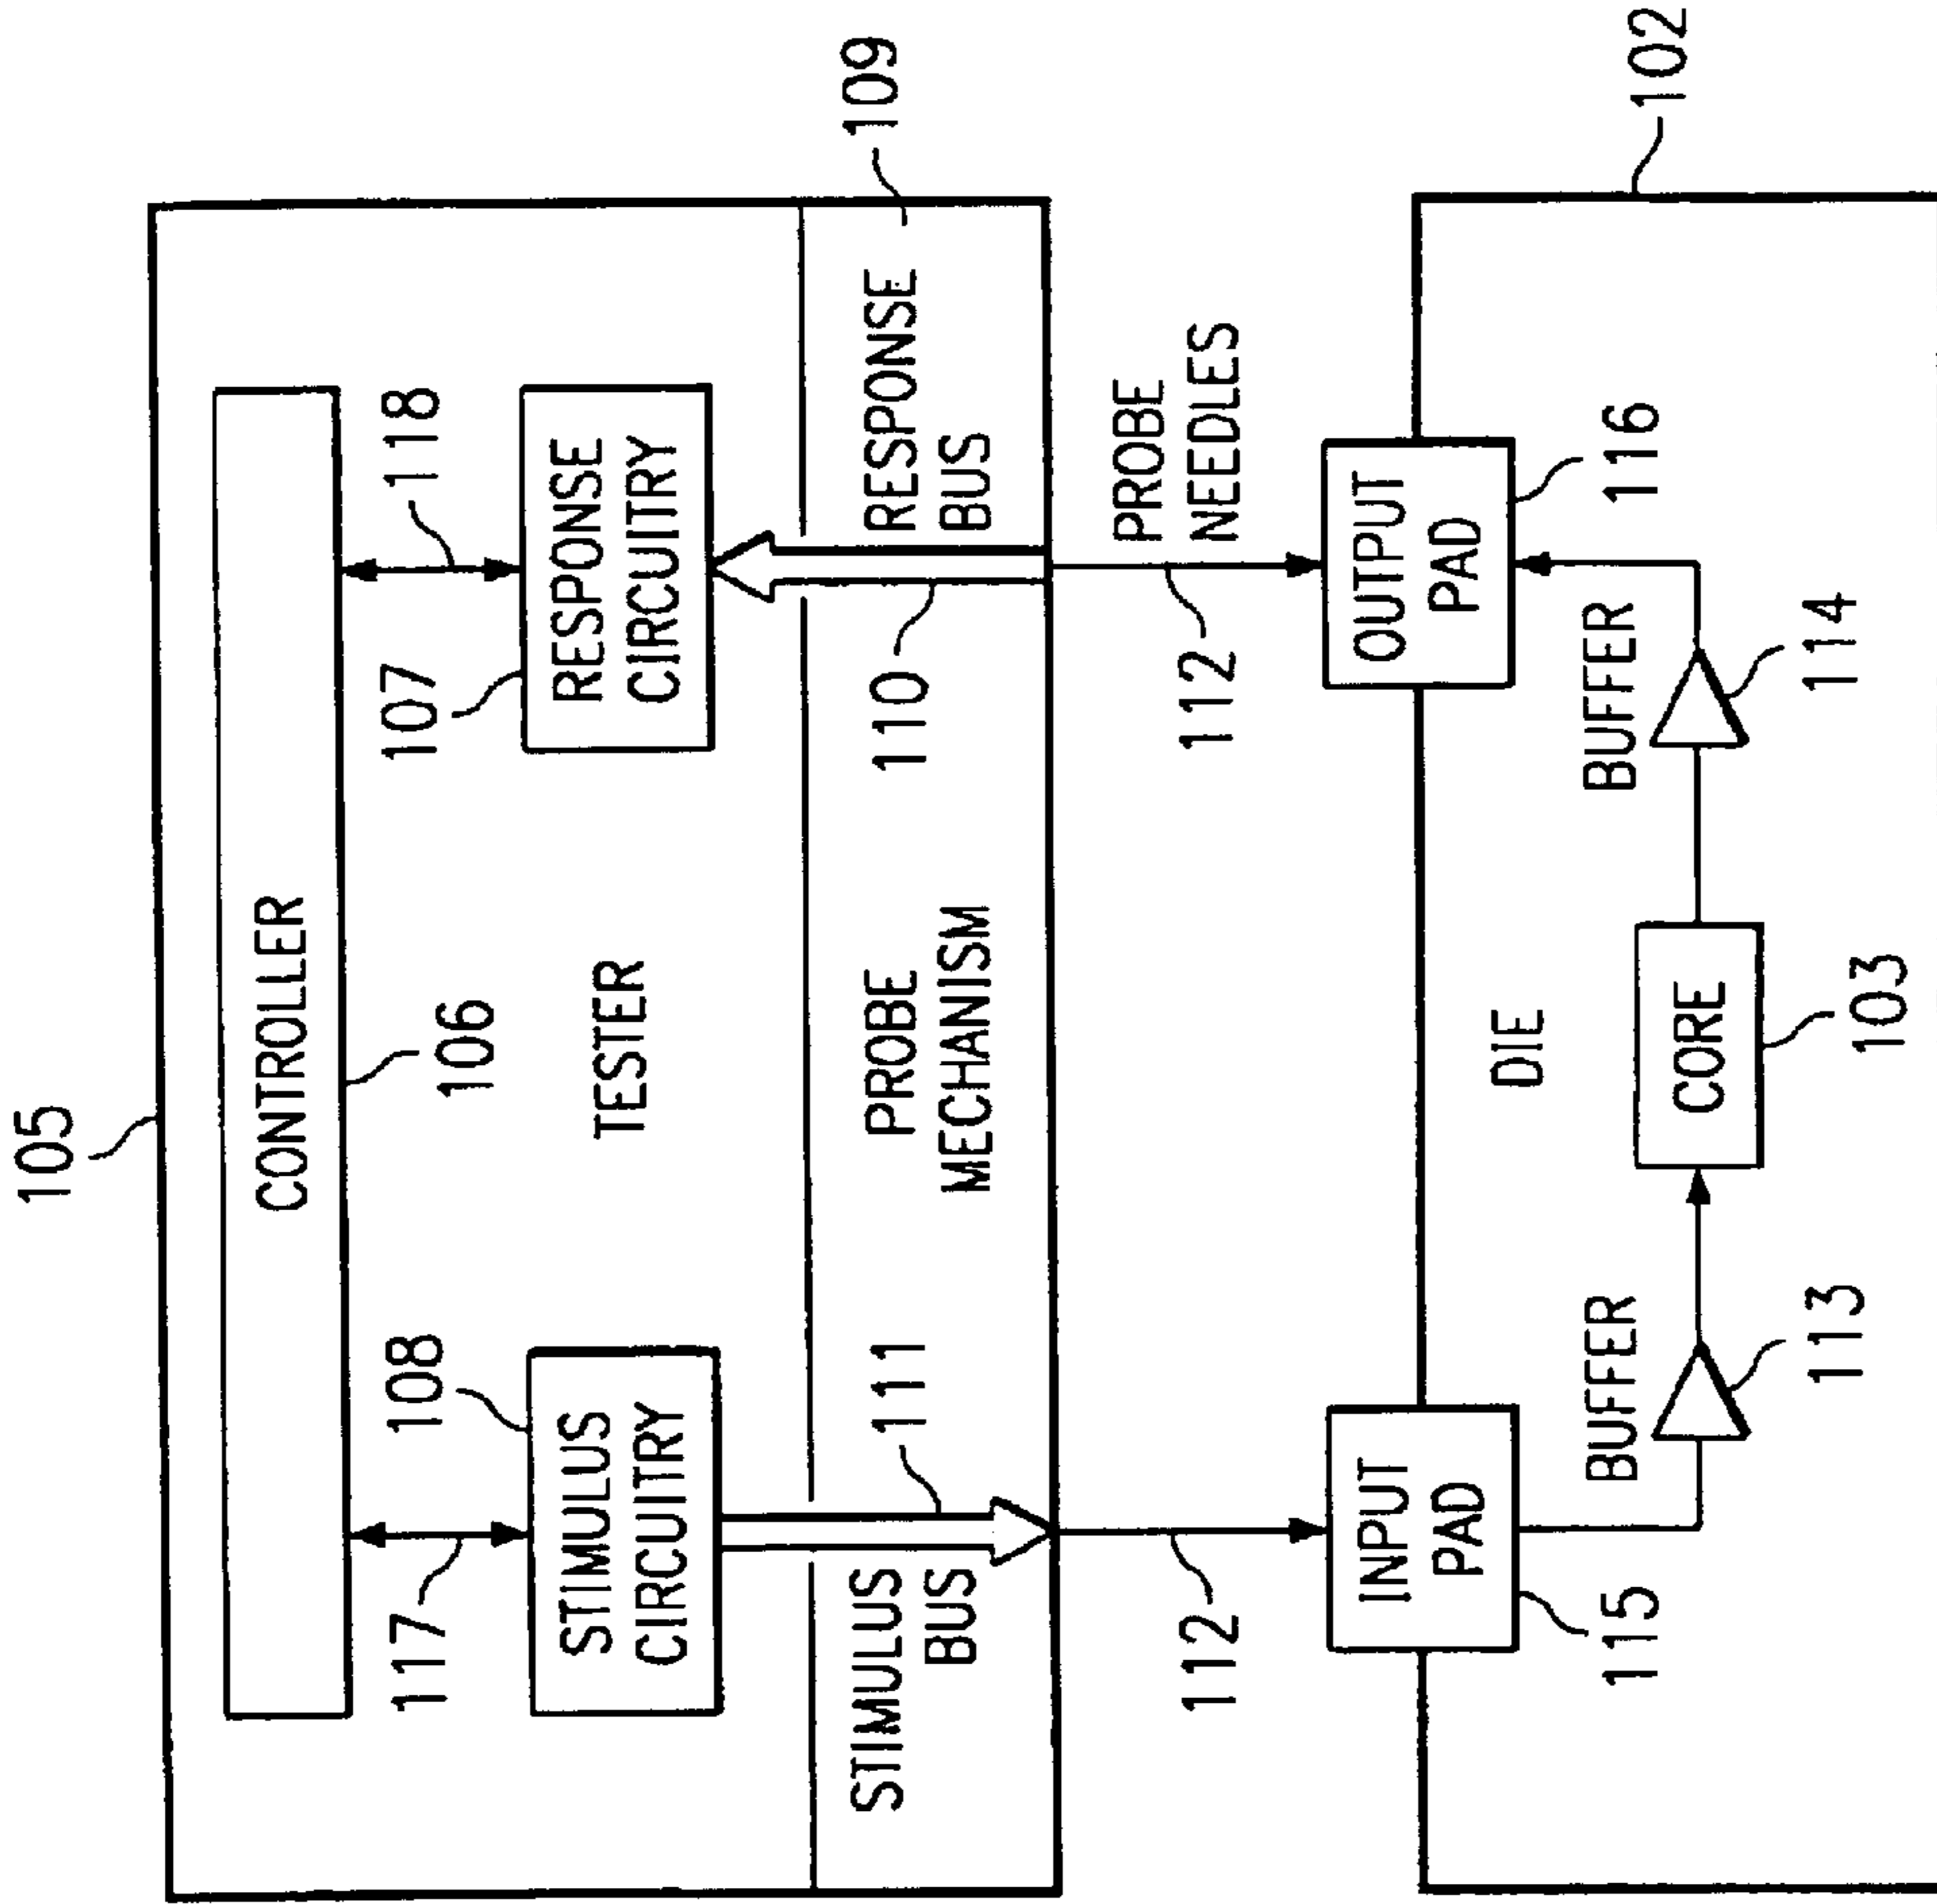 105
CONTROLLER
106
117
118
108
107
STIMULUS
CIRCUITRY
TESTER
RESPONSE
CIRCUITRY
109
STIMULUS
BUS
111
PROBE
MECHANISM
110
RESPONSE
BUS
112
112
PROBE
NEEDLES
INPUT
PAD
115
DIE
OUTPUT
PAD
116
102
BUFFER
113
CORE
103
BUFFER
114